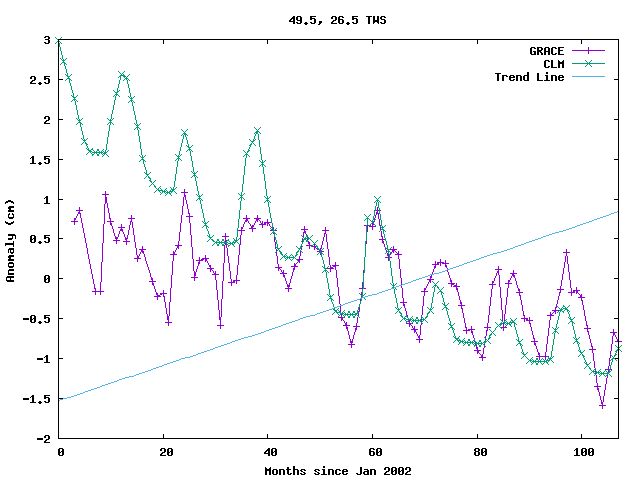 49.5, 26.5 TWS
GRACE
CLM
Trend Line
3
2.5
2
1.5
1
0.5
0
-0.5
-1
-1.5
-2
Anomaly (cm)
0 20 40 60 80 100
Months since Jan 2002